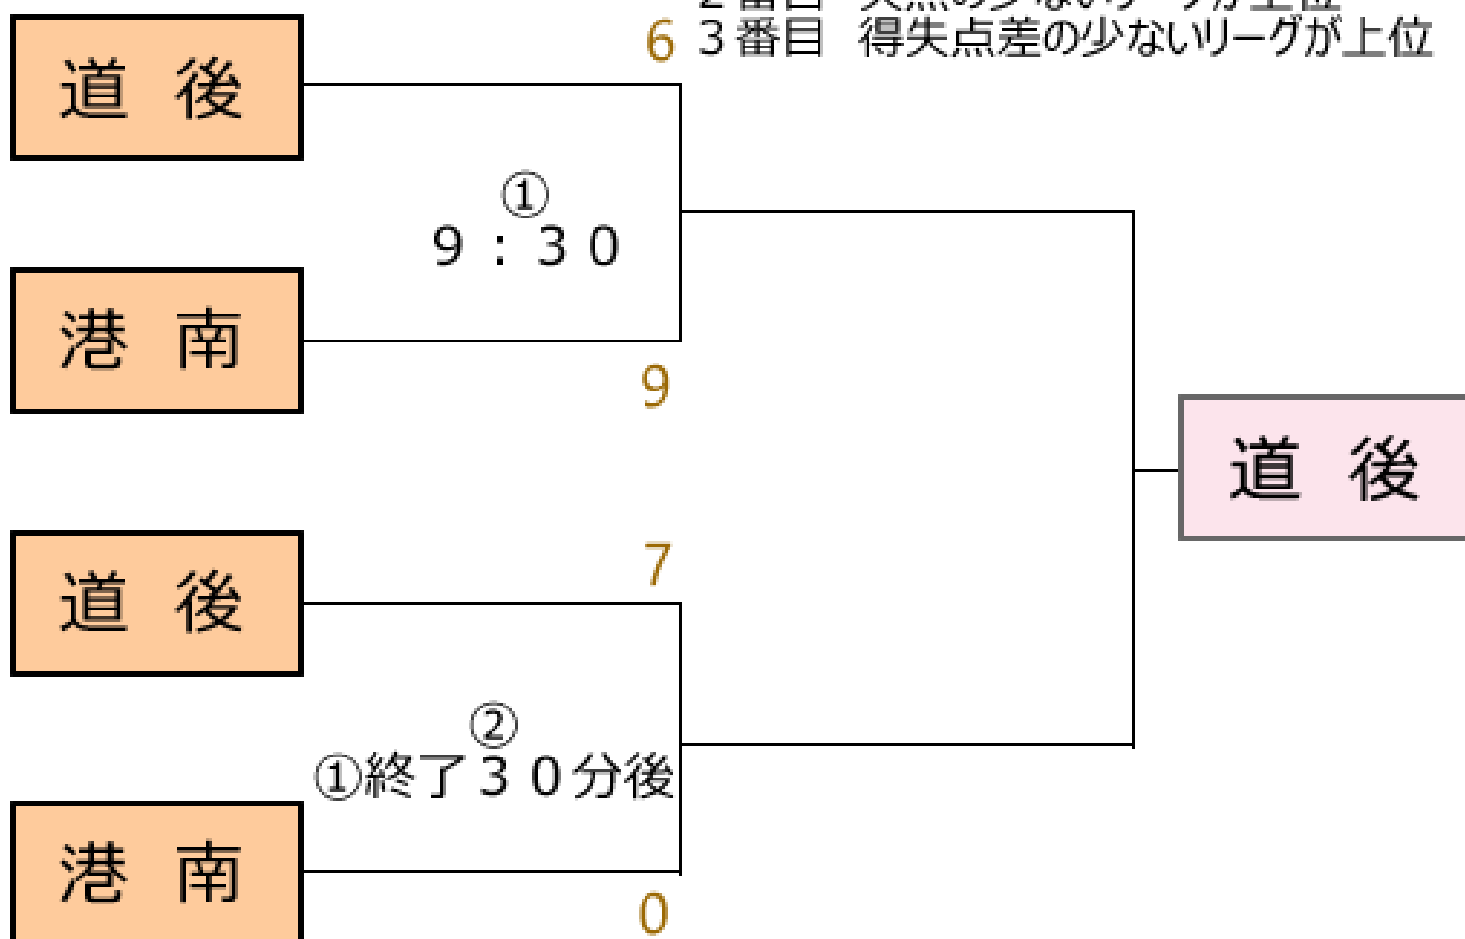 6
3番目 得失点差の少ないリーグが上位
道 後
①
9:30
港 南
9
道 後
7
道 後
②
①終了30分後
港 南
0